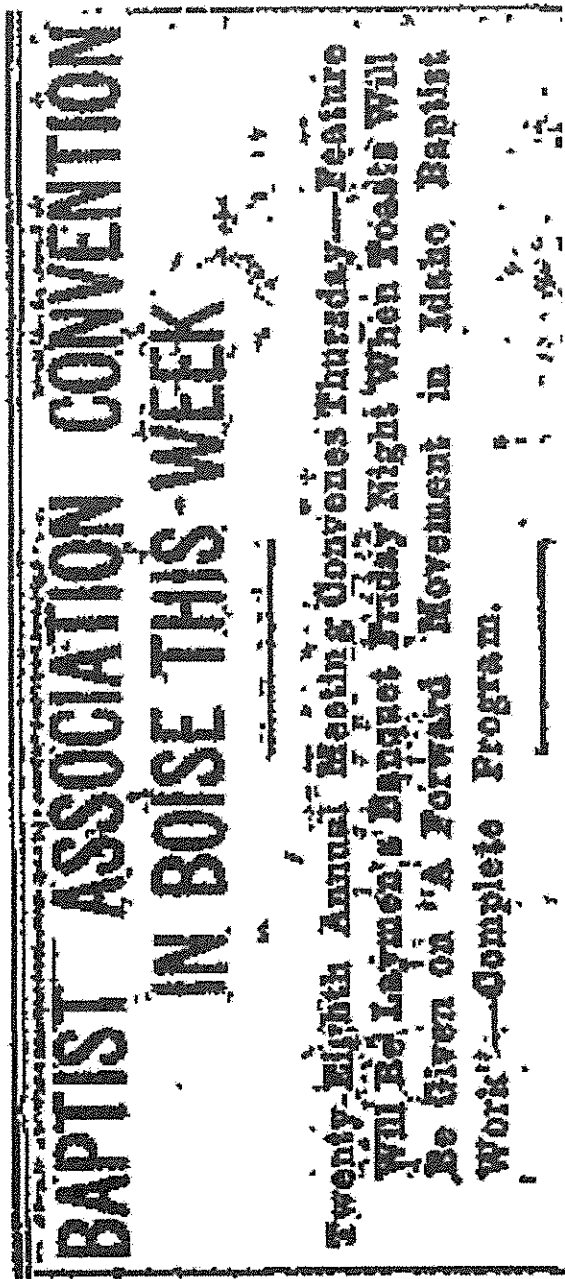 BAPTIST ASSOCIATION CONVENTION
IN BOISE THIS WEEK
Twenty-Eighth Annual Meeting Convenes Thursday—Feature
Will Be Laymen's Banquet Friday Night When Toasts Will
Be Given on "A Forward Movement in Idaho Baptist
Work"—Complete Program.